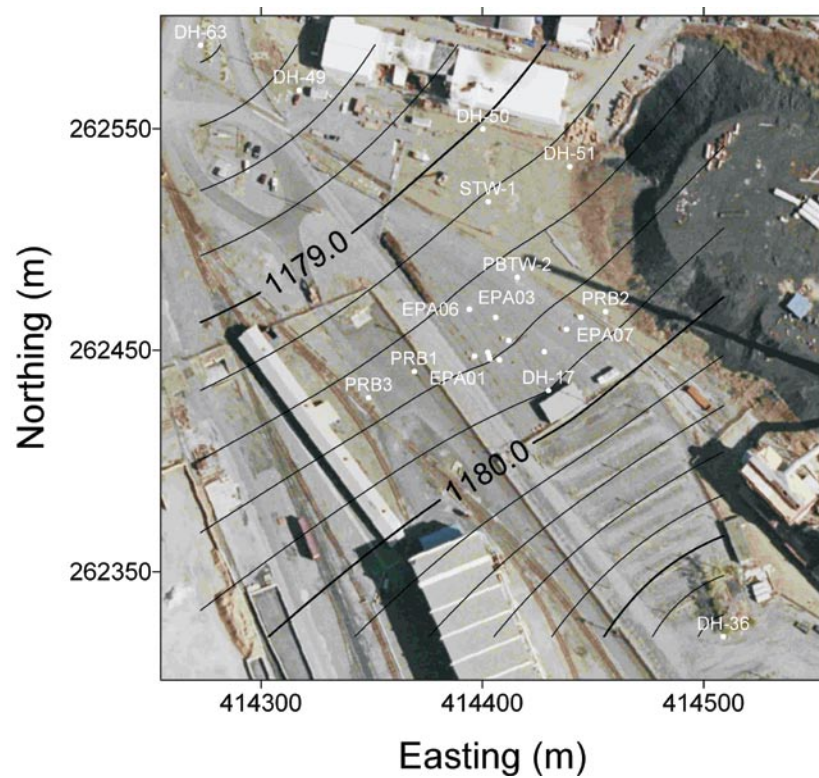 DH-63
DH-49
262550
DH-50
DH-51
STW-1
1179.0
PBTW-2
EPA06
EPA03
PRB2
EPA07
262450
PRB1
EPA01
DH-17
PRB3
1180.0
262350
DH-36
414300
414400
414500
Northing (m)
Easting (m)